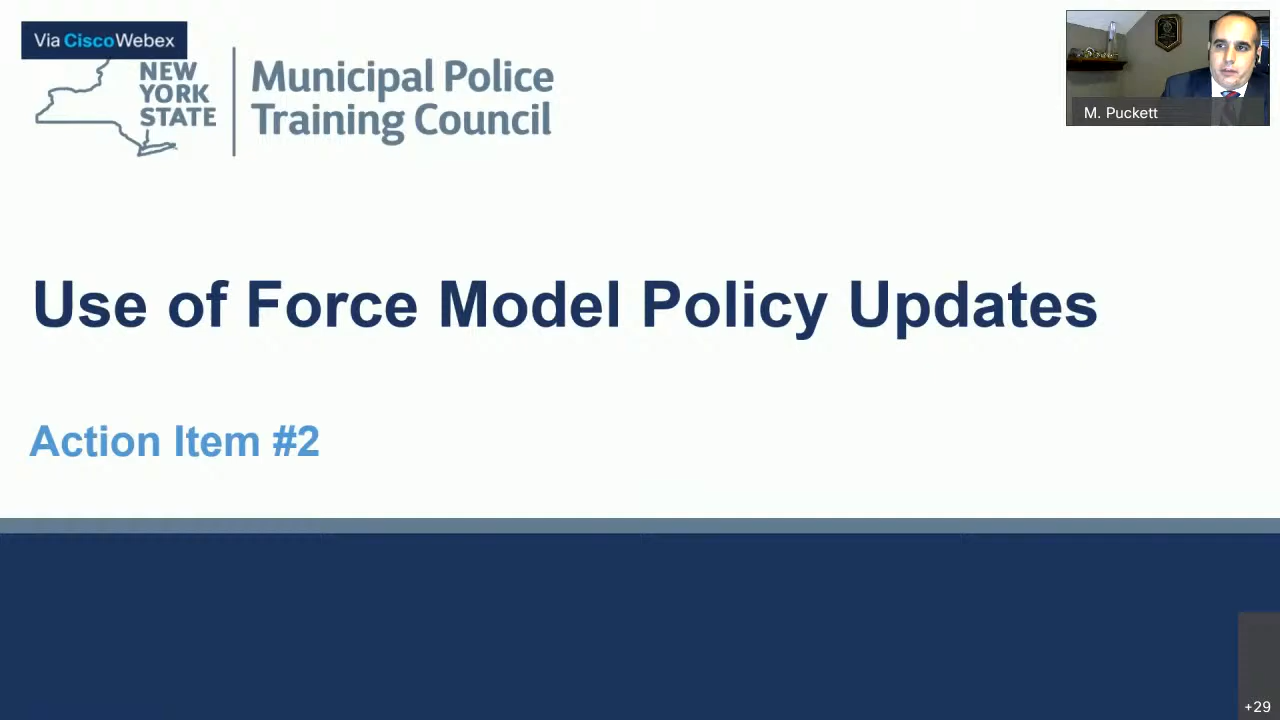 Via CiscoWebex
NEW
YORK
STATE
Municipal Police
Training Council
M. Puckett
Use of Force Model Policy Updates
Action Item #2
+29